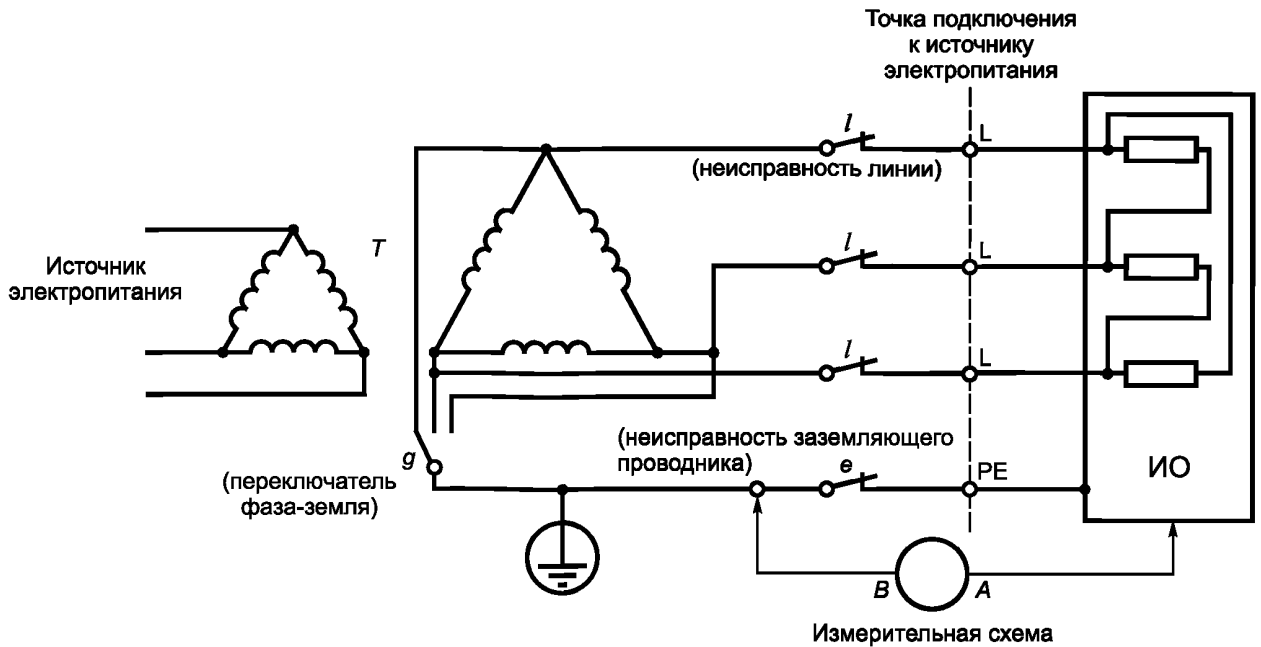 Точка подключения
к источнику
электропитания
l
L
(неисправность линии)
T
Источник
электропитания
l
L
l
L
(неисправность заземляющего
проводника)
e
PE
ИО
g
(переключатель
фаза-земля)
B
A
Измерительная схема